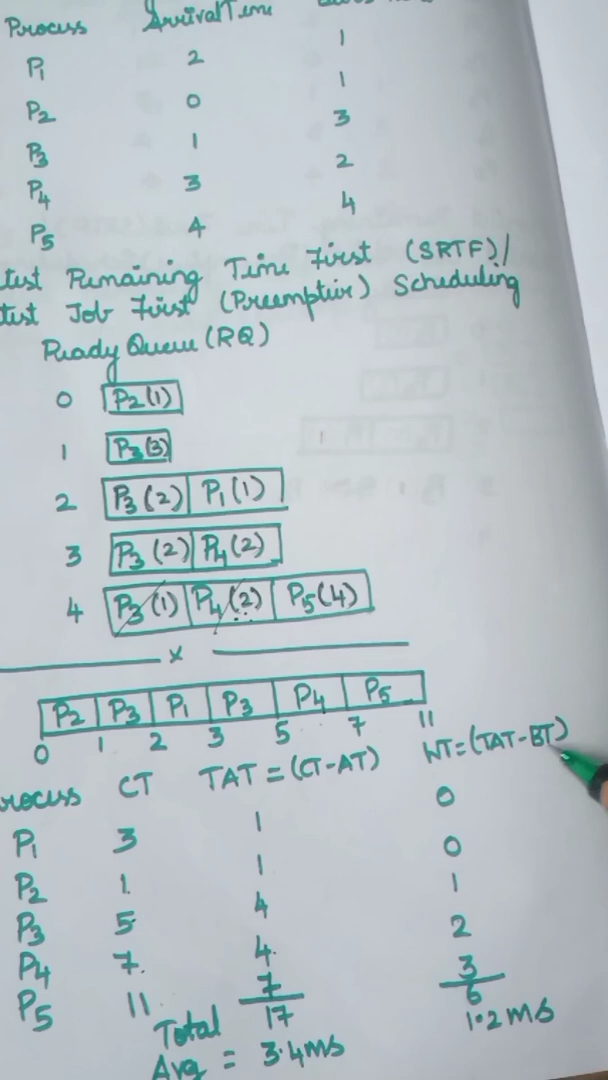 Process Arrival Time
P1 2 1
P2 0 1
P3 1 3
P4 3 2
P5 4 4
test Remaining Time First (SRTF)/
test Job First (Preemptive) Scheduling
Ready Queue (RQ)
0 P2(1)
1 P3(3)
2 P3(2) P1(1)
3 P3(2) P4(2)
4 P3(1) P4(2) P5(4)
x
P2 P3 P1 P3 P4 P5
0 1 2 3 5 7 11
rocess CT TAT = (CT-AT) WT=(TAT-BT)
P1 3 1 0
P2 1. 1 0
P3 5 4 1
P4 7. 4. 2
P5 11 7 3
Total 17 6
Avg = 3.4ms 1.2ms